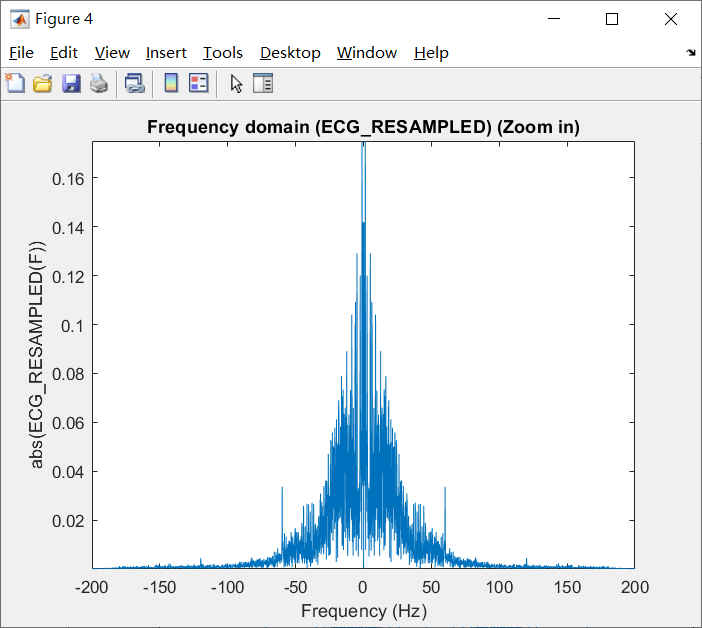 Figure 4
File Edit View Insert Tools Desktop Window Help
Frequency domain (ECG_RESAMPLED) (Zoom in)
abs(ECG_RESAMPLED(F))
0.16
0.14
0.12
0.1
0.08
0.06
0.04
0.02
-200 -150 -100 -50 0 50 100 150 200
Frequency (Hz)